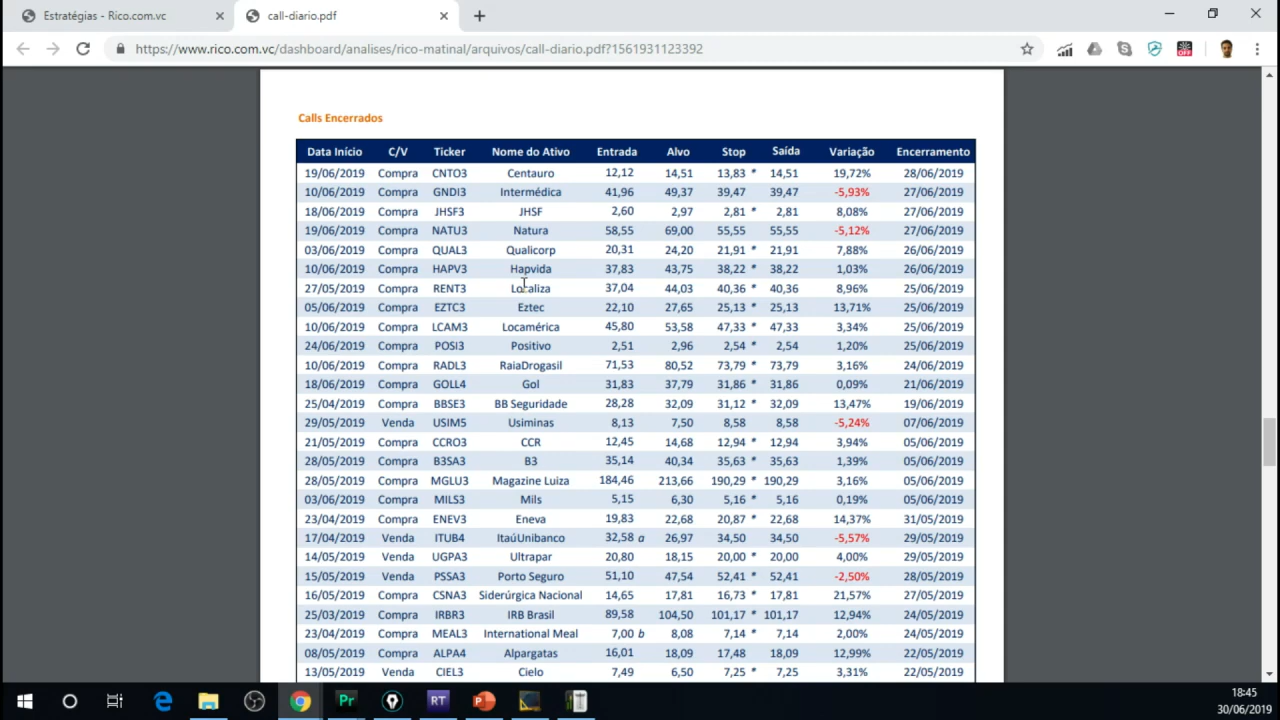 Estratégias - Rico.com.vc
call-diario.pdf
https://www.rico.com.vc/dashboard/analises/rico-matinal/arquivos/call-diario.pdf?1561931123392
OFF
Calls Encerrados
Data Início C/V Ticker Nome do Ativo Entrada Alvo Stop Saída Variação Encerramento
19/06/2019 Compra CNTO3 Centauro 12,12 14,51 13,83 * 14,51 19,72% 28/06/2019
10/06/2019 Compra GNDI3 Intermédica 41,96 49,37 39,47 39,47 -5,93% 27/06/2019
18/06/2019 Compra JHSF3 JHSF 2,60 2,97 2,81 * 2,81 8,08% 27/06/2019
19/06/2019 Compra NATU3 Natura 58,55 69,00 55,55 55,55 -5,12% 27/06/2019
03/06/2019 Compra QUAL3 Qualicorp 20,31 24,20 21,91 * 21,91 7,88% 26/06/2019
10/06/2019 Compra HAPV3 Hapvida 37,83 43,75 38,22 * 38,22 1,03% 26/06/2019
27/05/2019 Compra RENT3 Localiza 37,04 44,03 40,36 * 40,36 8,96% 25/06/2019
05/06/2019 Compra EZTC3 Eztec 22,10 27,65 25,13 * 25,13 13,71% 25/06/2019
10/06/2019 Compra LCAM3 Locamérica 45,80 53,58 47,33 * 47,33 3,34% 25/06/2019
24/06/2019 Compra POSI3 Positivo 2,51 2,96 2,54 * 2,54 1,20% 25/06/2019
10/06/2019 Compra RADL3 RaiaDrogasil 71,53 80,52 73,79 * 73,79 3,16% 24/06/2019
18/06/2019 Compra GOLL4 Gol 31,83 37,79 31,86 * 31,86 0,09% 21/06/2019
25/04/2019 Compra BBSE3 BB Seguridade 28,28 32,09 31,12 * 32,09 13,47% 19/06/2019
29/05/2019 Venda USIM5 Usiminas 8,13 7,50 8,58 8,58 -5,24% 07/06/2019
21/05/2019 Compra CCRO3 CCR 12,45 14,68 12,94 * 12,94 3,94% 05/06/2019
28/05/2019 Compra B3SA3 B3 35,14 40,34 35,63 * 35,63 1,39% 05/06/2019
28/05/2019 Compra MGLU3 Magazine Luiza 184,46 213,66 190,29 * 190,29 3,16% 05/06/2019
03/06/2019 Compra MILS3 Mils 5,15 6,30 5,16 * 5,16 0,19% 05/06/2019
23/04/2019 Compra ENEV3 Eneva 19,83 22,68 20,87 * 22,68 14,37% 31/05/2019
17/04/2019 Venda ITUB4 ItaúUnibanco 32,58 a 26,97 34,50 34,50 -5,57% 29/05/2019
14/05/2019 Venda UGPA3 Ultrapar 20,80 18,15 20,00 * 20,00 4,00% 29/05/2019
15/05/2019 Venda PSSA3 Porto Seguro 51,10 47,54 52,41 * 52,41 -2,50% 28/05/2019
16/05/2019 Compra CSNA3 Siderúrgica Nacional 14,65 17,81 16,73 * 17,81 21,57% 27/05/2019
25/03/2019 Compra IRBR3 IRB Brasil 89,58 104,50 101,17 * 101,17 12,94% 24/05/2019
23/04/2019 Compra MEAL3 International Meal 7,00 b 8,08 7,14 * 7,14 2,00% 24/05/2019
08/05/2019 Compra ALPA4 Alpargatas 16,01 18,09 17,48 18,09 12,99% 22/05/2019
13/05/2019 Venda CIEL3 Cielo 7,49 6,50 7,25 * 7,25 3,31% 21/05/2019
Pr
RT
18:45
30/06/2019